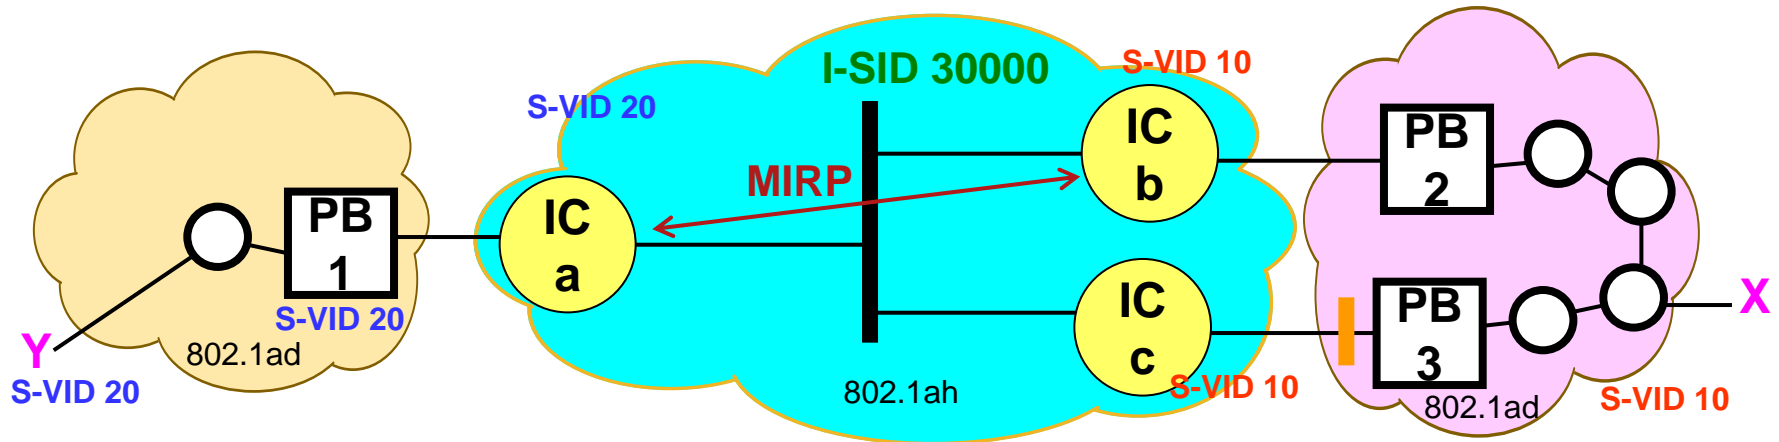 I-SID 30000
S-VID 10
S-VID 20
IC
b
PB
2
MIRP
PB
1
IC
a
S-VID 20
Y
802.1ad
S-VID 20
IC
c
PB
3
X
802.1ah
S-VID 10
802.1ad
S-VID 10